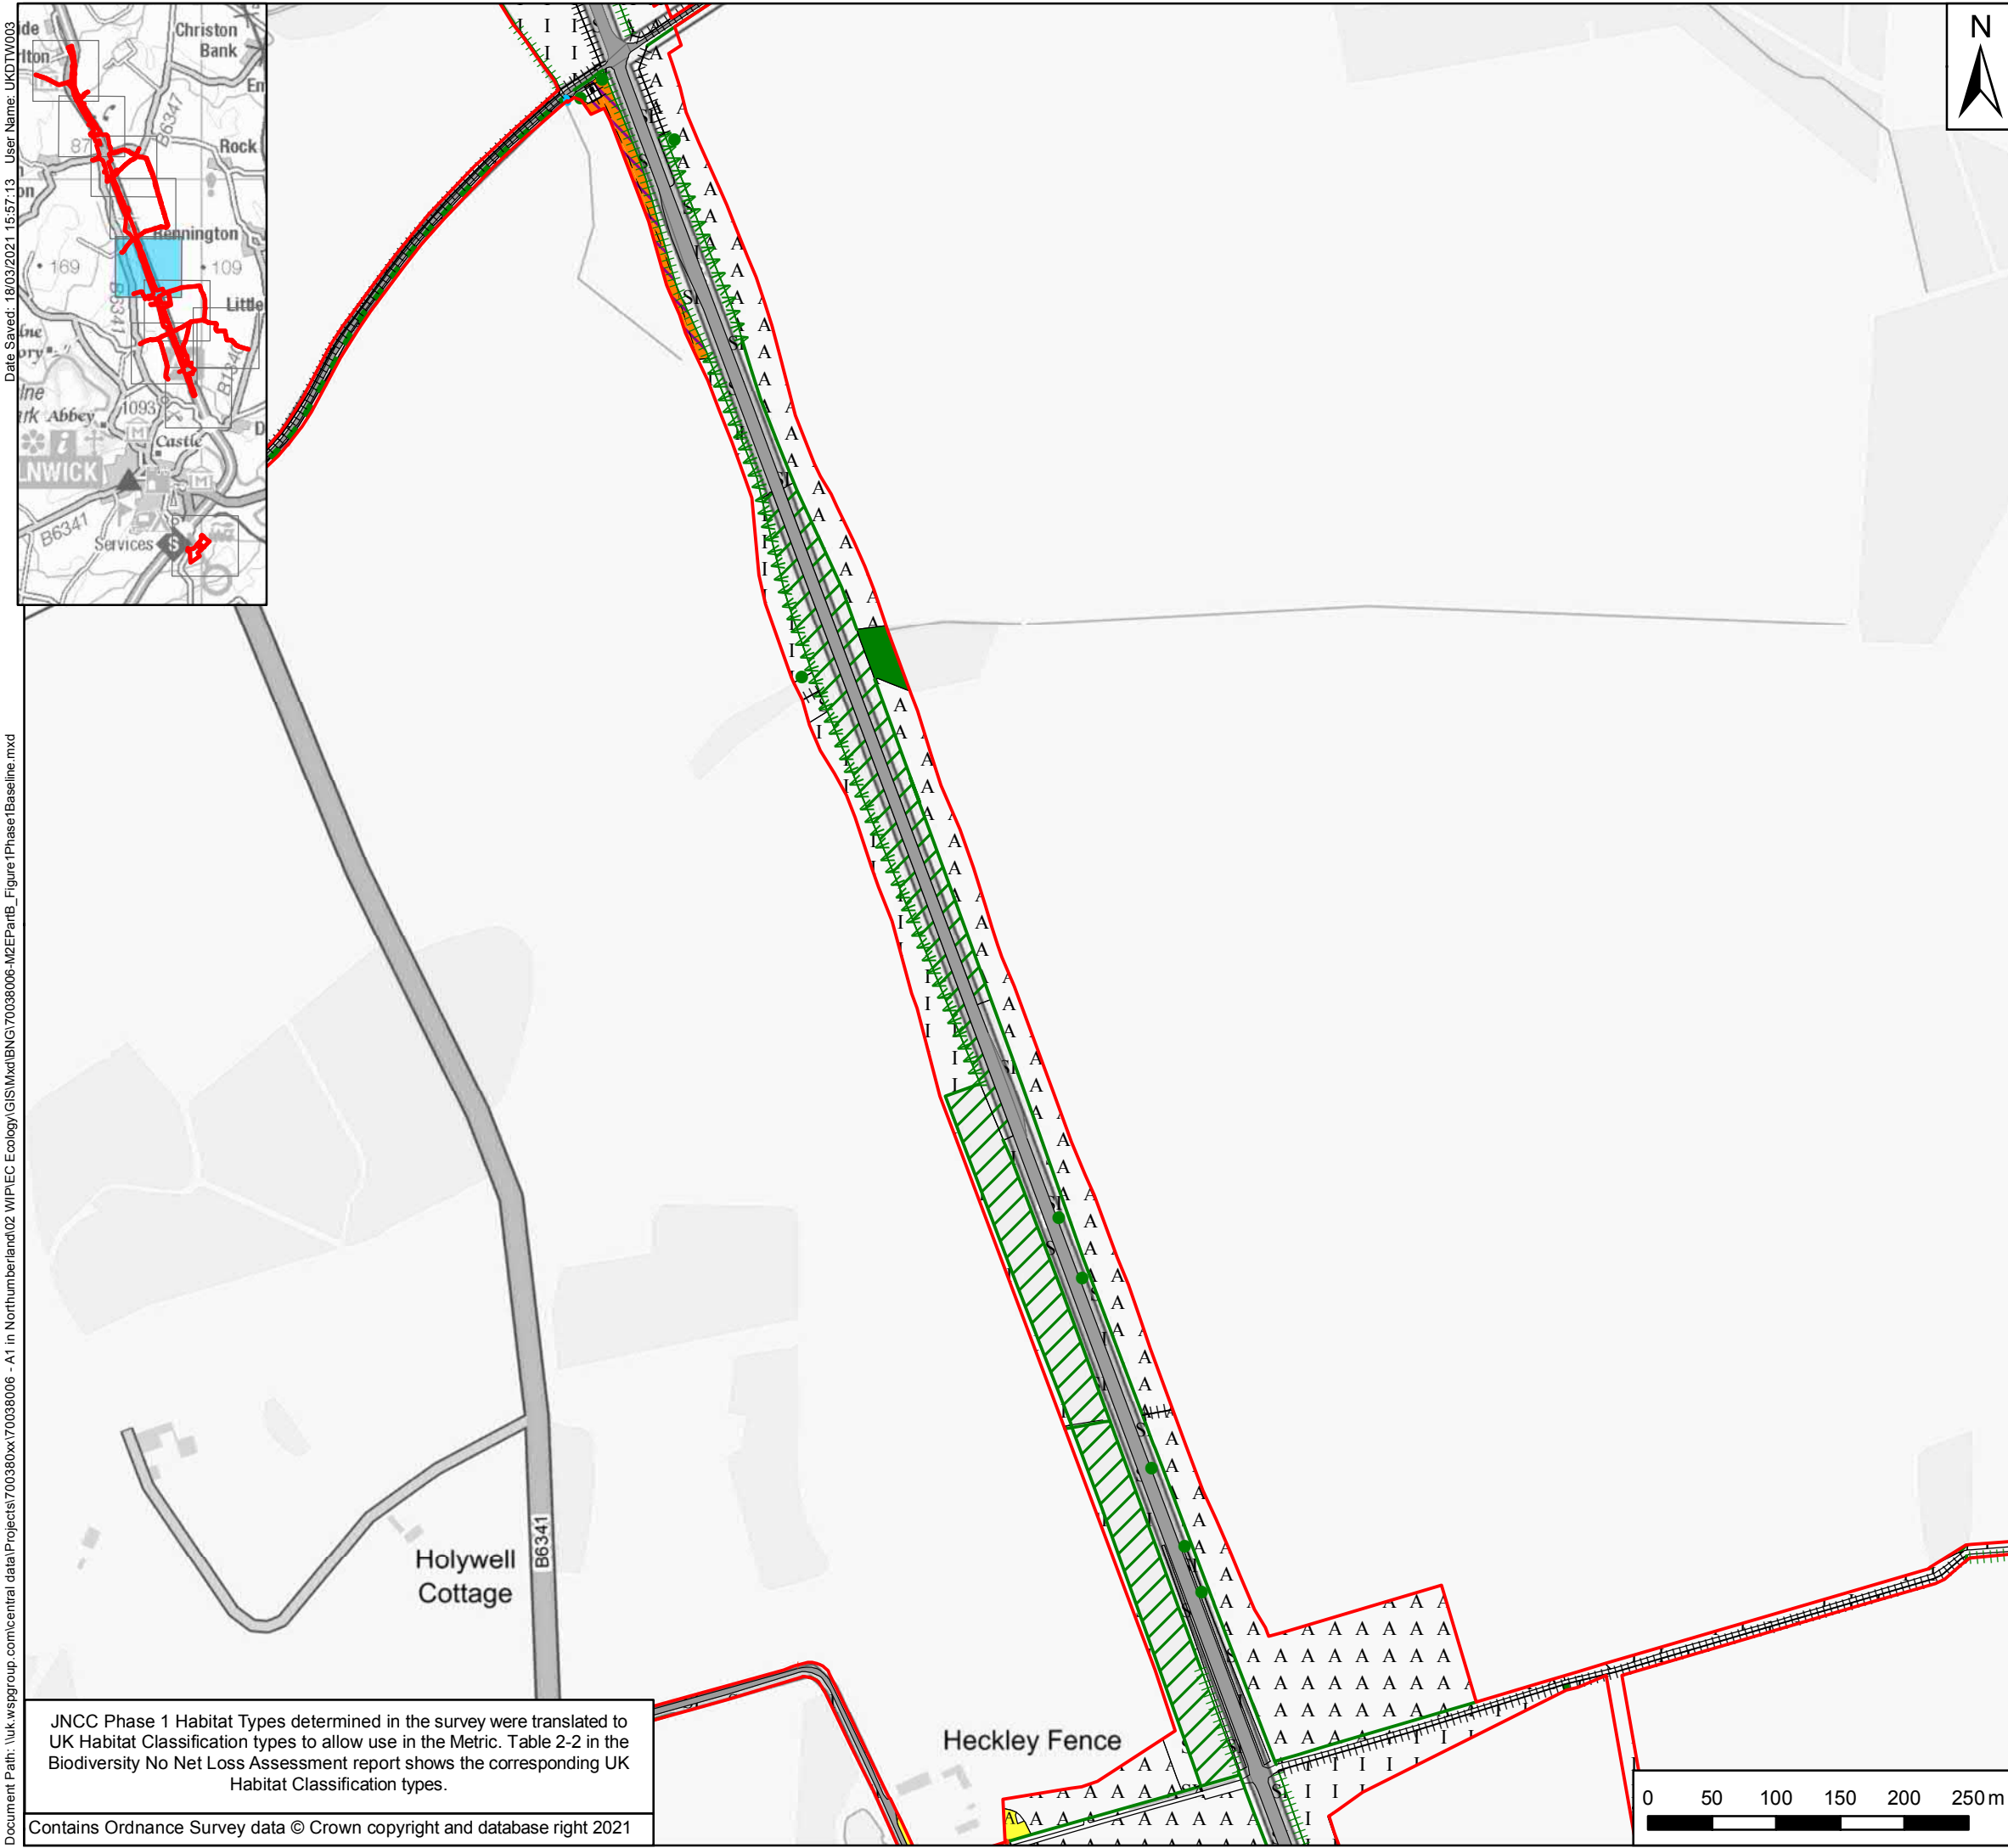 Date Saved: 18/03/2021 15:57:13 User Name: UKDTW003
Document Path: \\uk.wspgroup.com\central data\Projects\700380xx\70038006 - A1 in Northumberland\02 WIP\EC Ecology\GIS\Mxd\BNG\70038006-M2EPartB_Figure1Phase1Baseline.mxd
Christon
Bank
B6347
Rock
87
Rennington
169
109
B6341
Little
B1340
Abbey
1093
Castle
LNWICK
B6341
Services
S
N
B6341
Holywell
Cottage
Heckley Fence
JNCC Phase 1 Habitat Types determined in the survey were translated to
UK Habitat Classification types to allow use in the Metric. Table 2-2 in the
Biodiversity No Net Loss Assessment report shows the corresponding UK
Habitat Classification types.
Contains Ordnance Survey data © Crown copyright and database right 2021
0 50 100 150 200 250 m